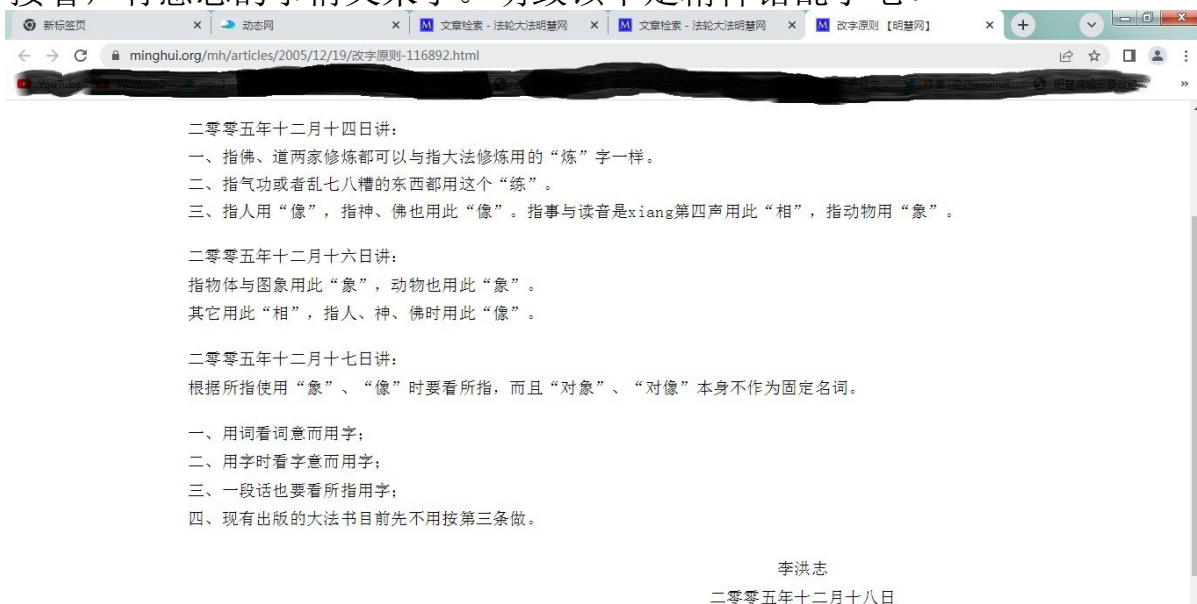 接着，有意思的事情又来了。
新标签页
动态网
文章检索 - 法轮大法明慧网
文章检索 - 法轮大法明慧网
改字原则 【明慧网】
minghui.org/mh/articles/2005/12/19/改字原则-116892.html
二零零五年十二月十四日讲：
一、指佛、道两家修炼都可以与指大法修炼用的“炼”字一样。
二、指气功或者乱七八糟的东西都用这个“练”。
三、指人用“像”，指神、佛也用此“像”。指事与读音是xiang第四声用此“相”，指动物用“象”。
二零零五年十二月十六日讲：
指物体与图象用此“象”，动物也用此“象”。
其它用此“相”，指人、神、佛时用此“像”。
二零零五年十二月十七日讲：
根据所指使用“象”、“像”时要看所指，而且“对象”、“对像”本身不作为固定名词。
一、用词看词意而用字；
二、用字时看字意而用字；
三、一段话也要看所指用字；
四、现有出版的大法书目前先不用按第三条做。
李洪志
二零零五年十二月十八日